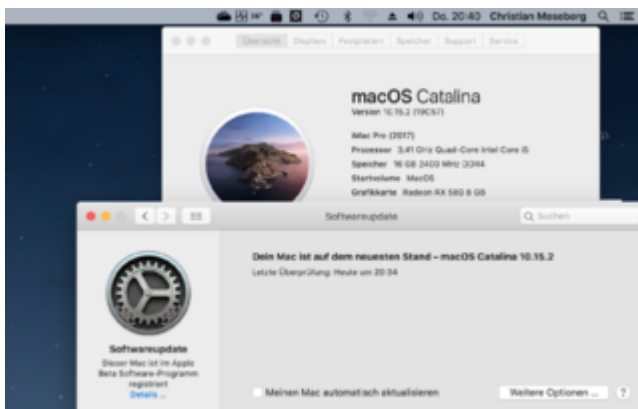 Do. 20:40 Christian Meseberg
Übersicht Displays Festplatten Speicher Support Service
macOS Catalina
Version 10.15.2 (19C57)
iMac Pro (2017)
Prozessor 3,41 GHz Quad-Core Intel Core i5
Speicher 16 GB 2400 MHz DDR4
Startvolume MacOS
Grafikkarte Radeon RX 580 8 GB
Softwareupdate
Suchen
Dein Mac ist auf dem neuesten Stand – macOS Catalina 10.15.2
Letzte Überprüfung: Heute um 20:34
Softwareupdate
Dieser Mac ist im Apple
Beta Software-Programm
registriert
Details ...
Meinen Mac automatisch aktualisieren
Weitere Optionen ...
?